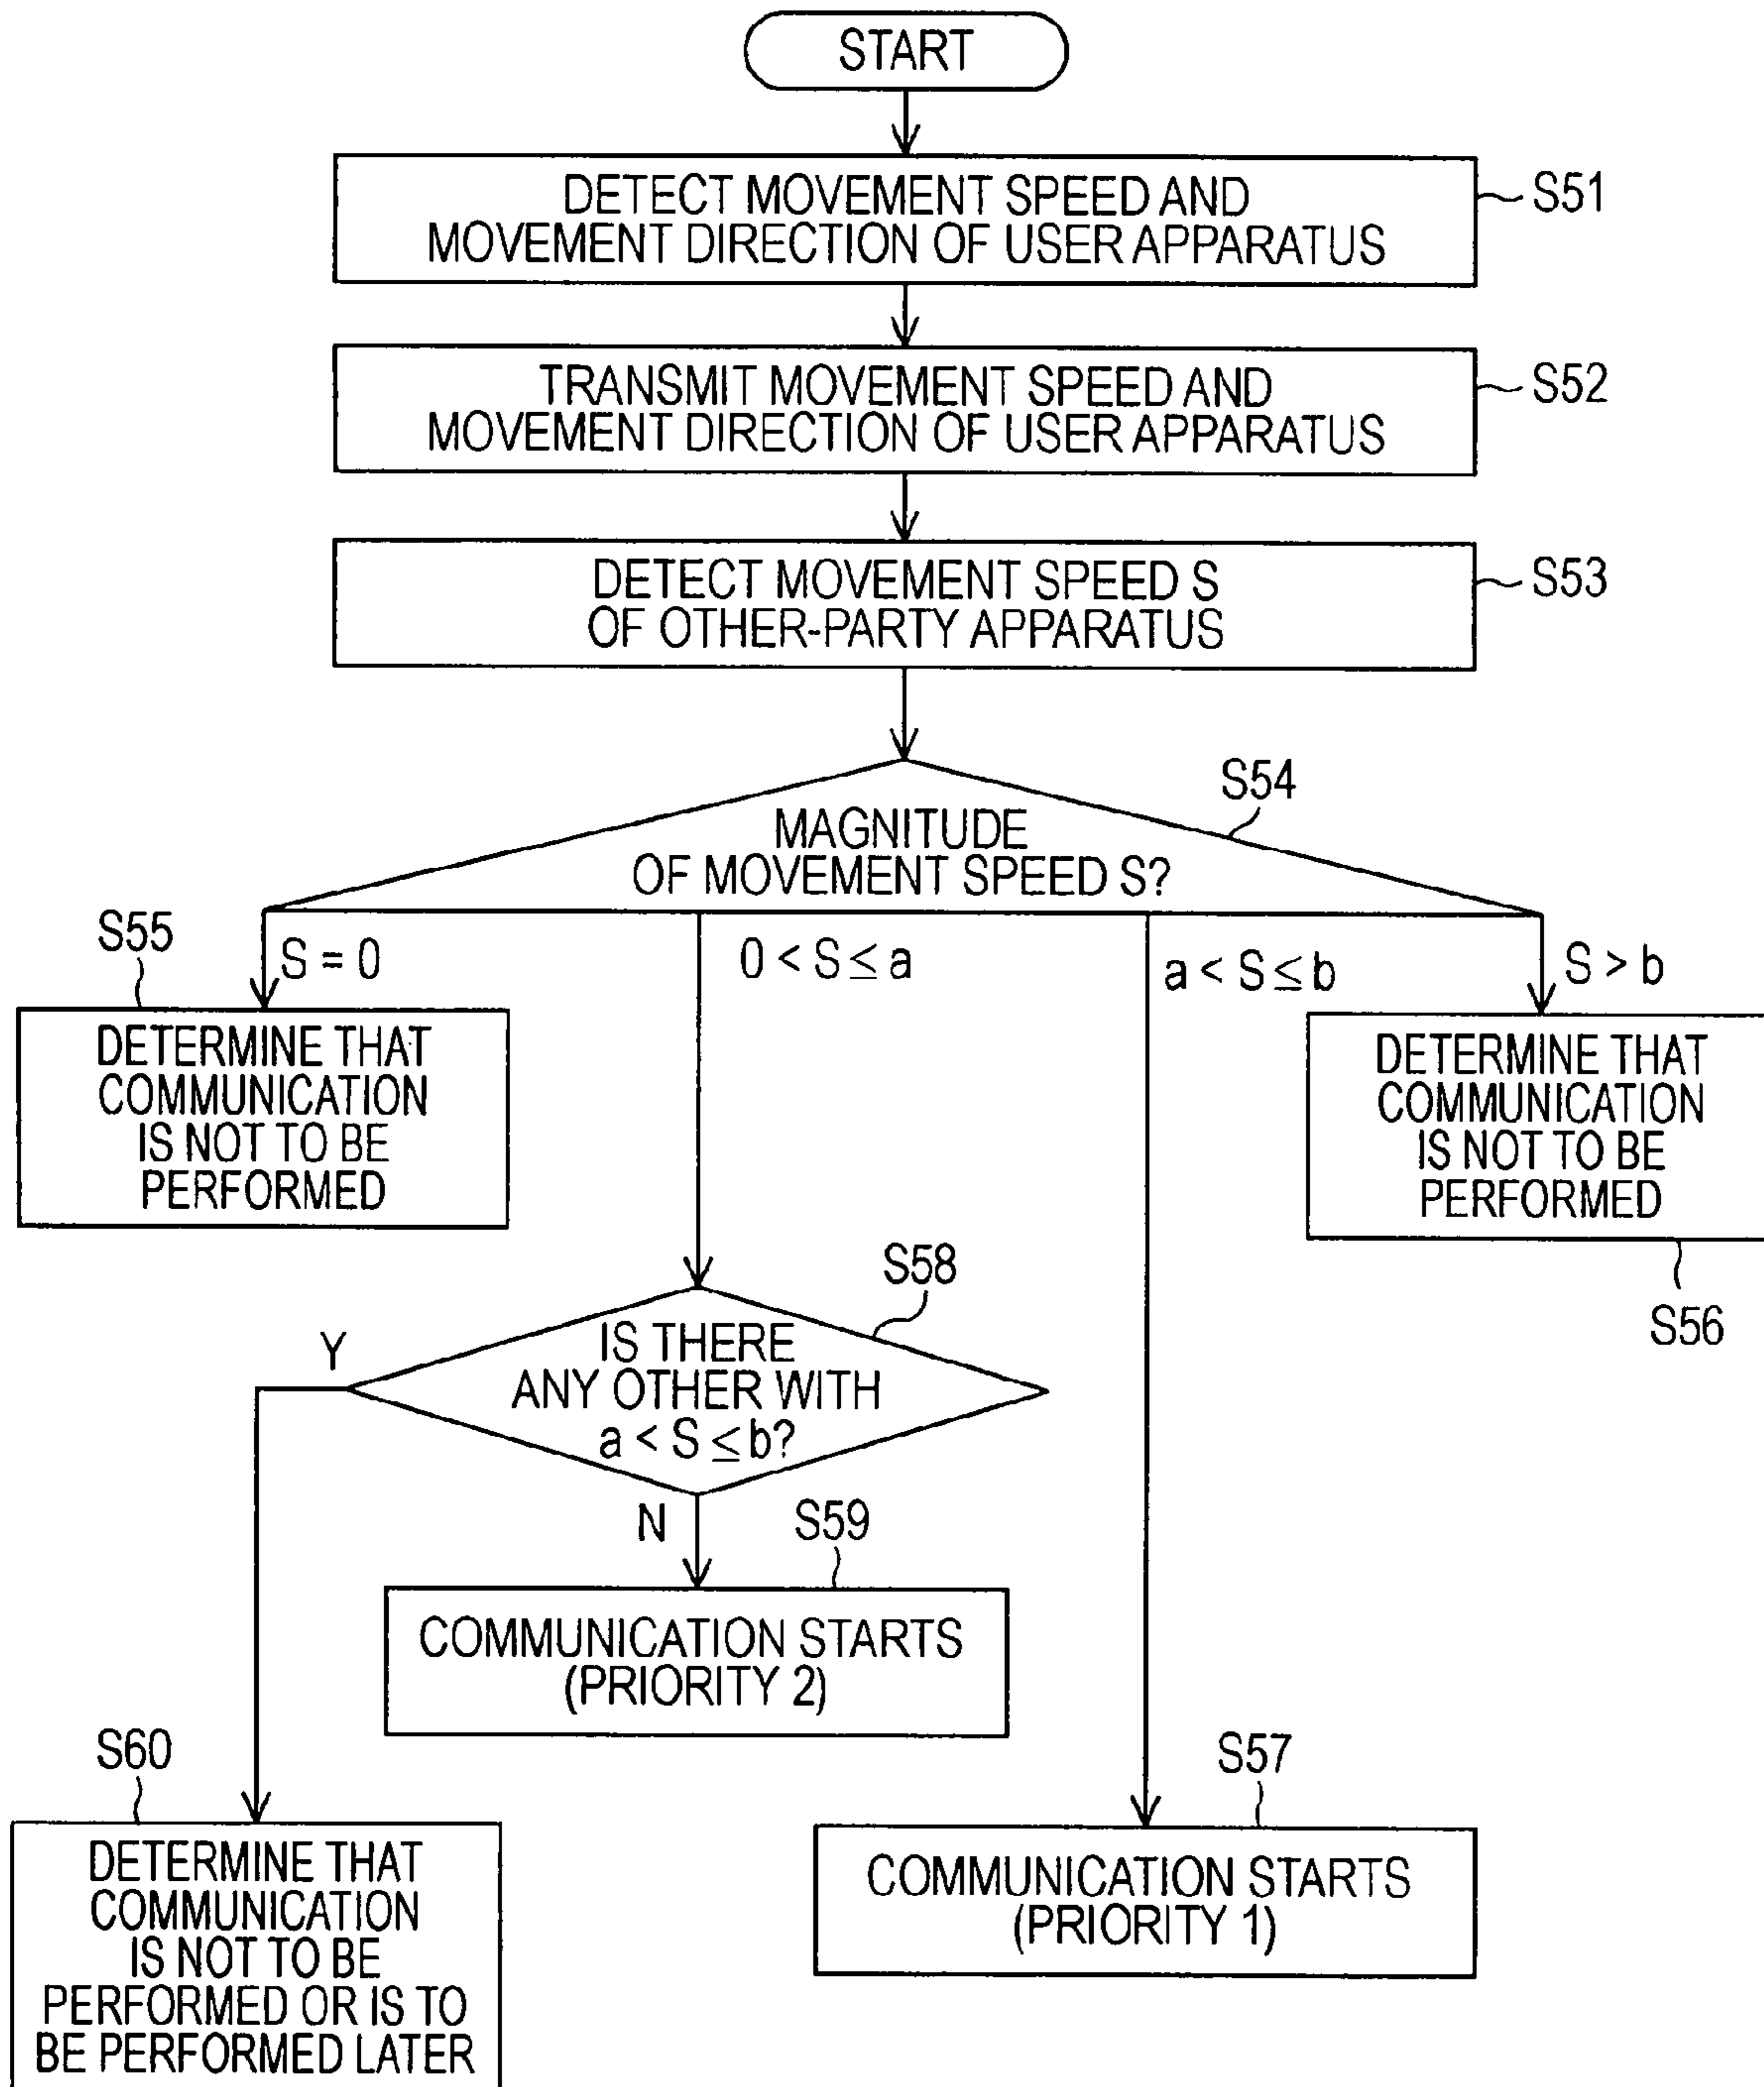 START
DETECT MOVEMENT SPEED AND
MOVEMENT DIRECTION OF USER APPARATUS
S51
TRANSMIT MOVEMENT SPEED AND
MOVEMENT DIRECTION OF USER APPARATUS
S52
DETECT MOVEMENT SPEED S
OF OTHER-PARTY APPARATUS
S53
S54
MAGNITUDE
OF MOVEMENT SPEED S?
S55
S = 0
0 < S ≤ a
a < S ≤ b
S > b
DETERMINE THAT
COMMUNICATION
IS NOT TO BE
PERFORMED
DETERMINE THAT
COMMUNICATION
IS NOT TO BE
PERFORMED
S56
S58
Y
IS THERE
ANY OTHER WITH
a < S ≤ b?
N
S59
COMMUNICATION STARTS
(PRIORITY 2)
S60
DETERMINE THAT
COMMUNICATION
IS NOT TO BE
PERFORMED OR IS TO
BE PERFORMED LATER
S57
COMMUNICATION STARTS
(PRIORITY 1)